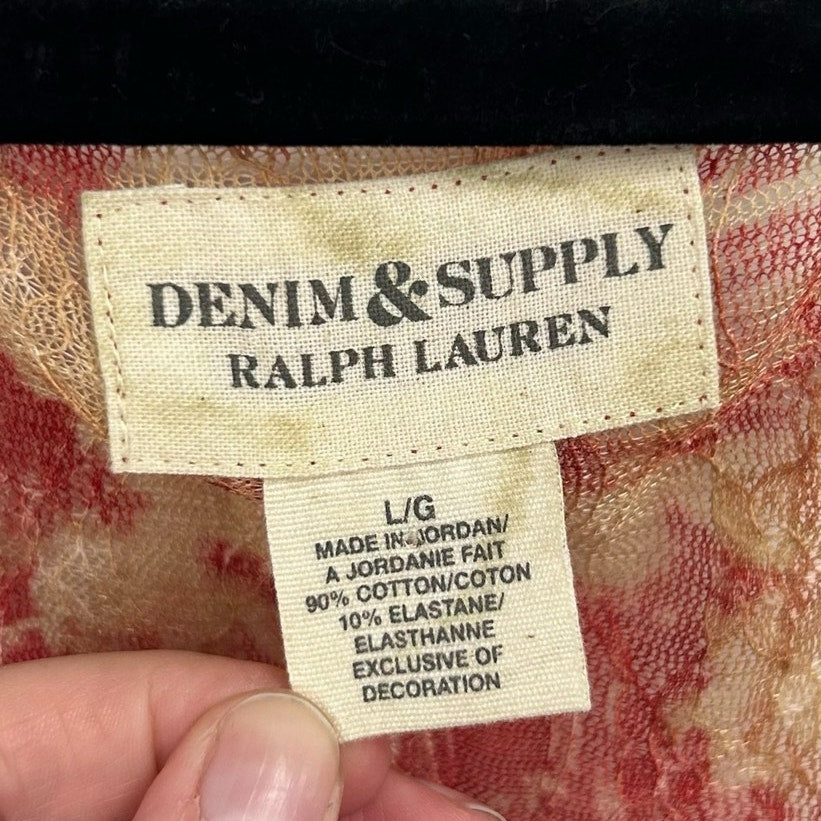 DENIM & SUPPLY
RALPH LAUREN
L/G
MADE IN JORDAN/
A JORDANIE FAIT
90% COTTON/COTON
10% ELASTANE/
ELASTHANNE
EXCLUSIVE OF
DECORATION